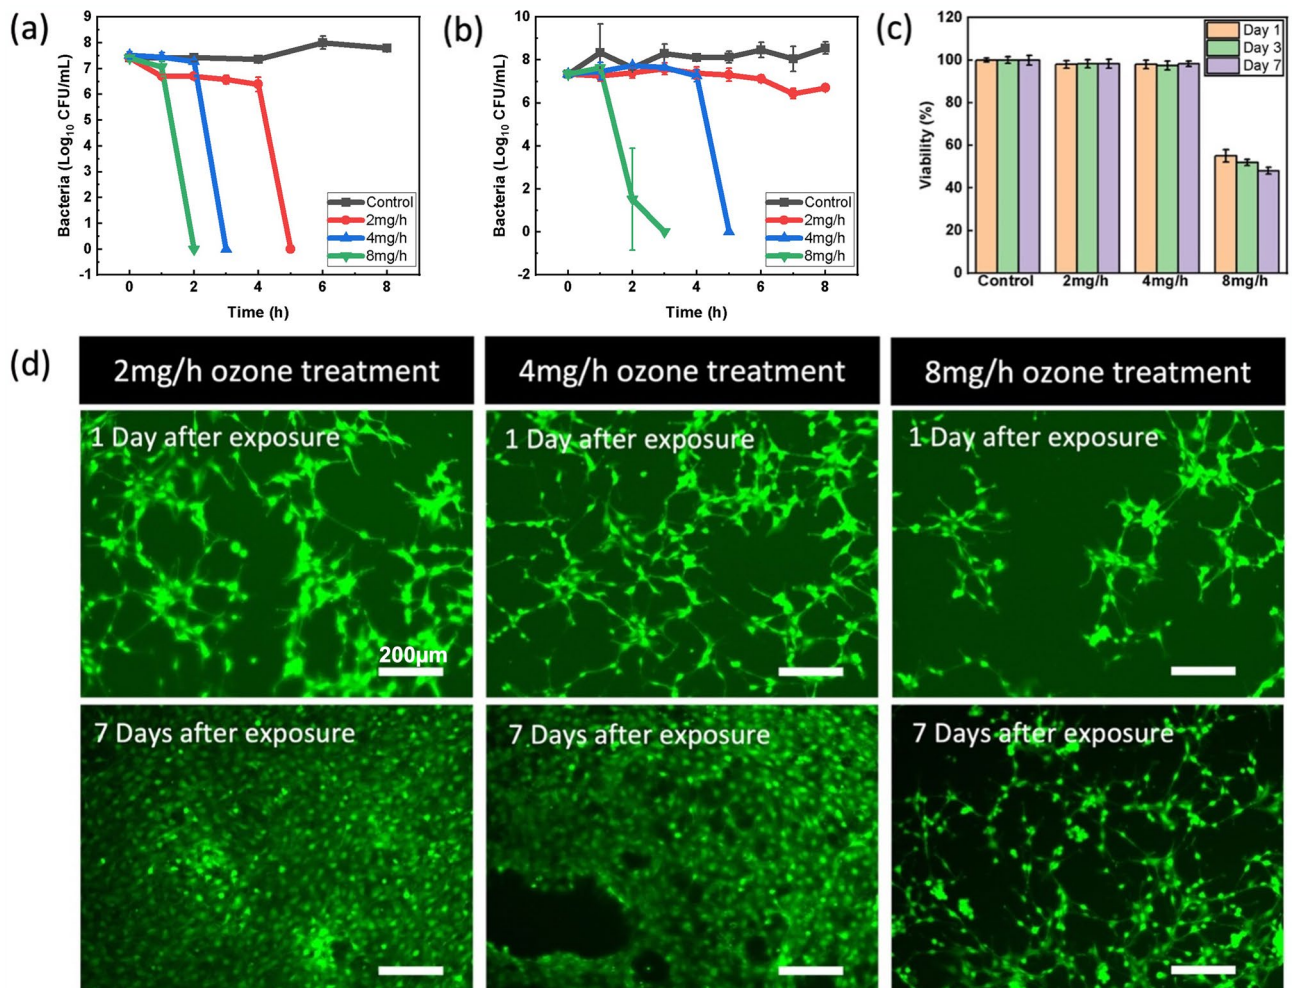 (a)
Bacteria (Log10 CFU/mL)
9
8
7
6
5
4
3
2
1
0
-1
0 2 4 6 8
Time (h)
Control
2mg/h
4mg/h
8mg/h
(b)
Bacteria (Log10 CFU/mL)
10
8
6
4
2
0
-2
0 2 4 6 8
Time (h)
Control
2mg/h
4mg/h
8mg/h
(c)
Viability (%)
120
100
80
60
40
20
0
Control 2mg/h 4mg/h 8mg/h
Day 1
Day 3
Day 7
(d)
2mg/h ozone treatment
4mg/h ozone treatment
8mg/h ozone treatment
1 Day after exposure
200µm
1 Day after exposure
1 Day after exposure
7 Days after exposure
7 Days after exposure
7 Days after exposure